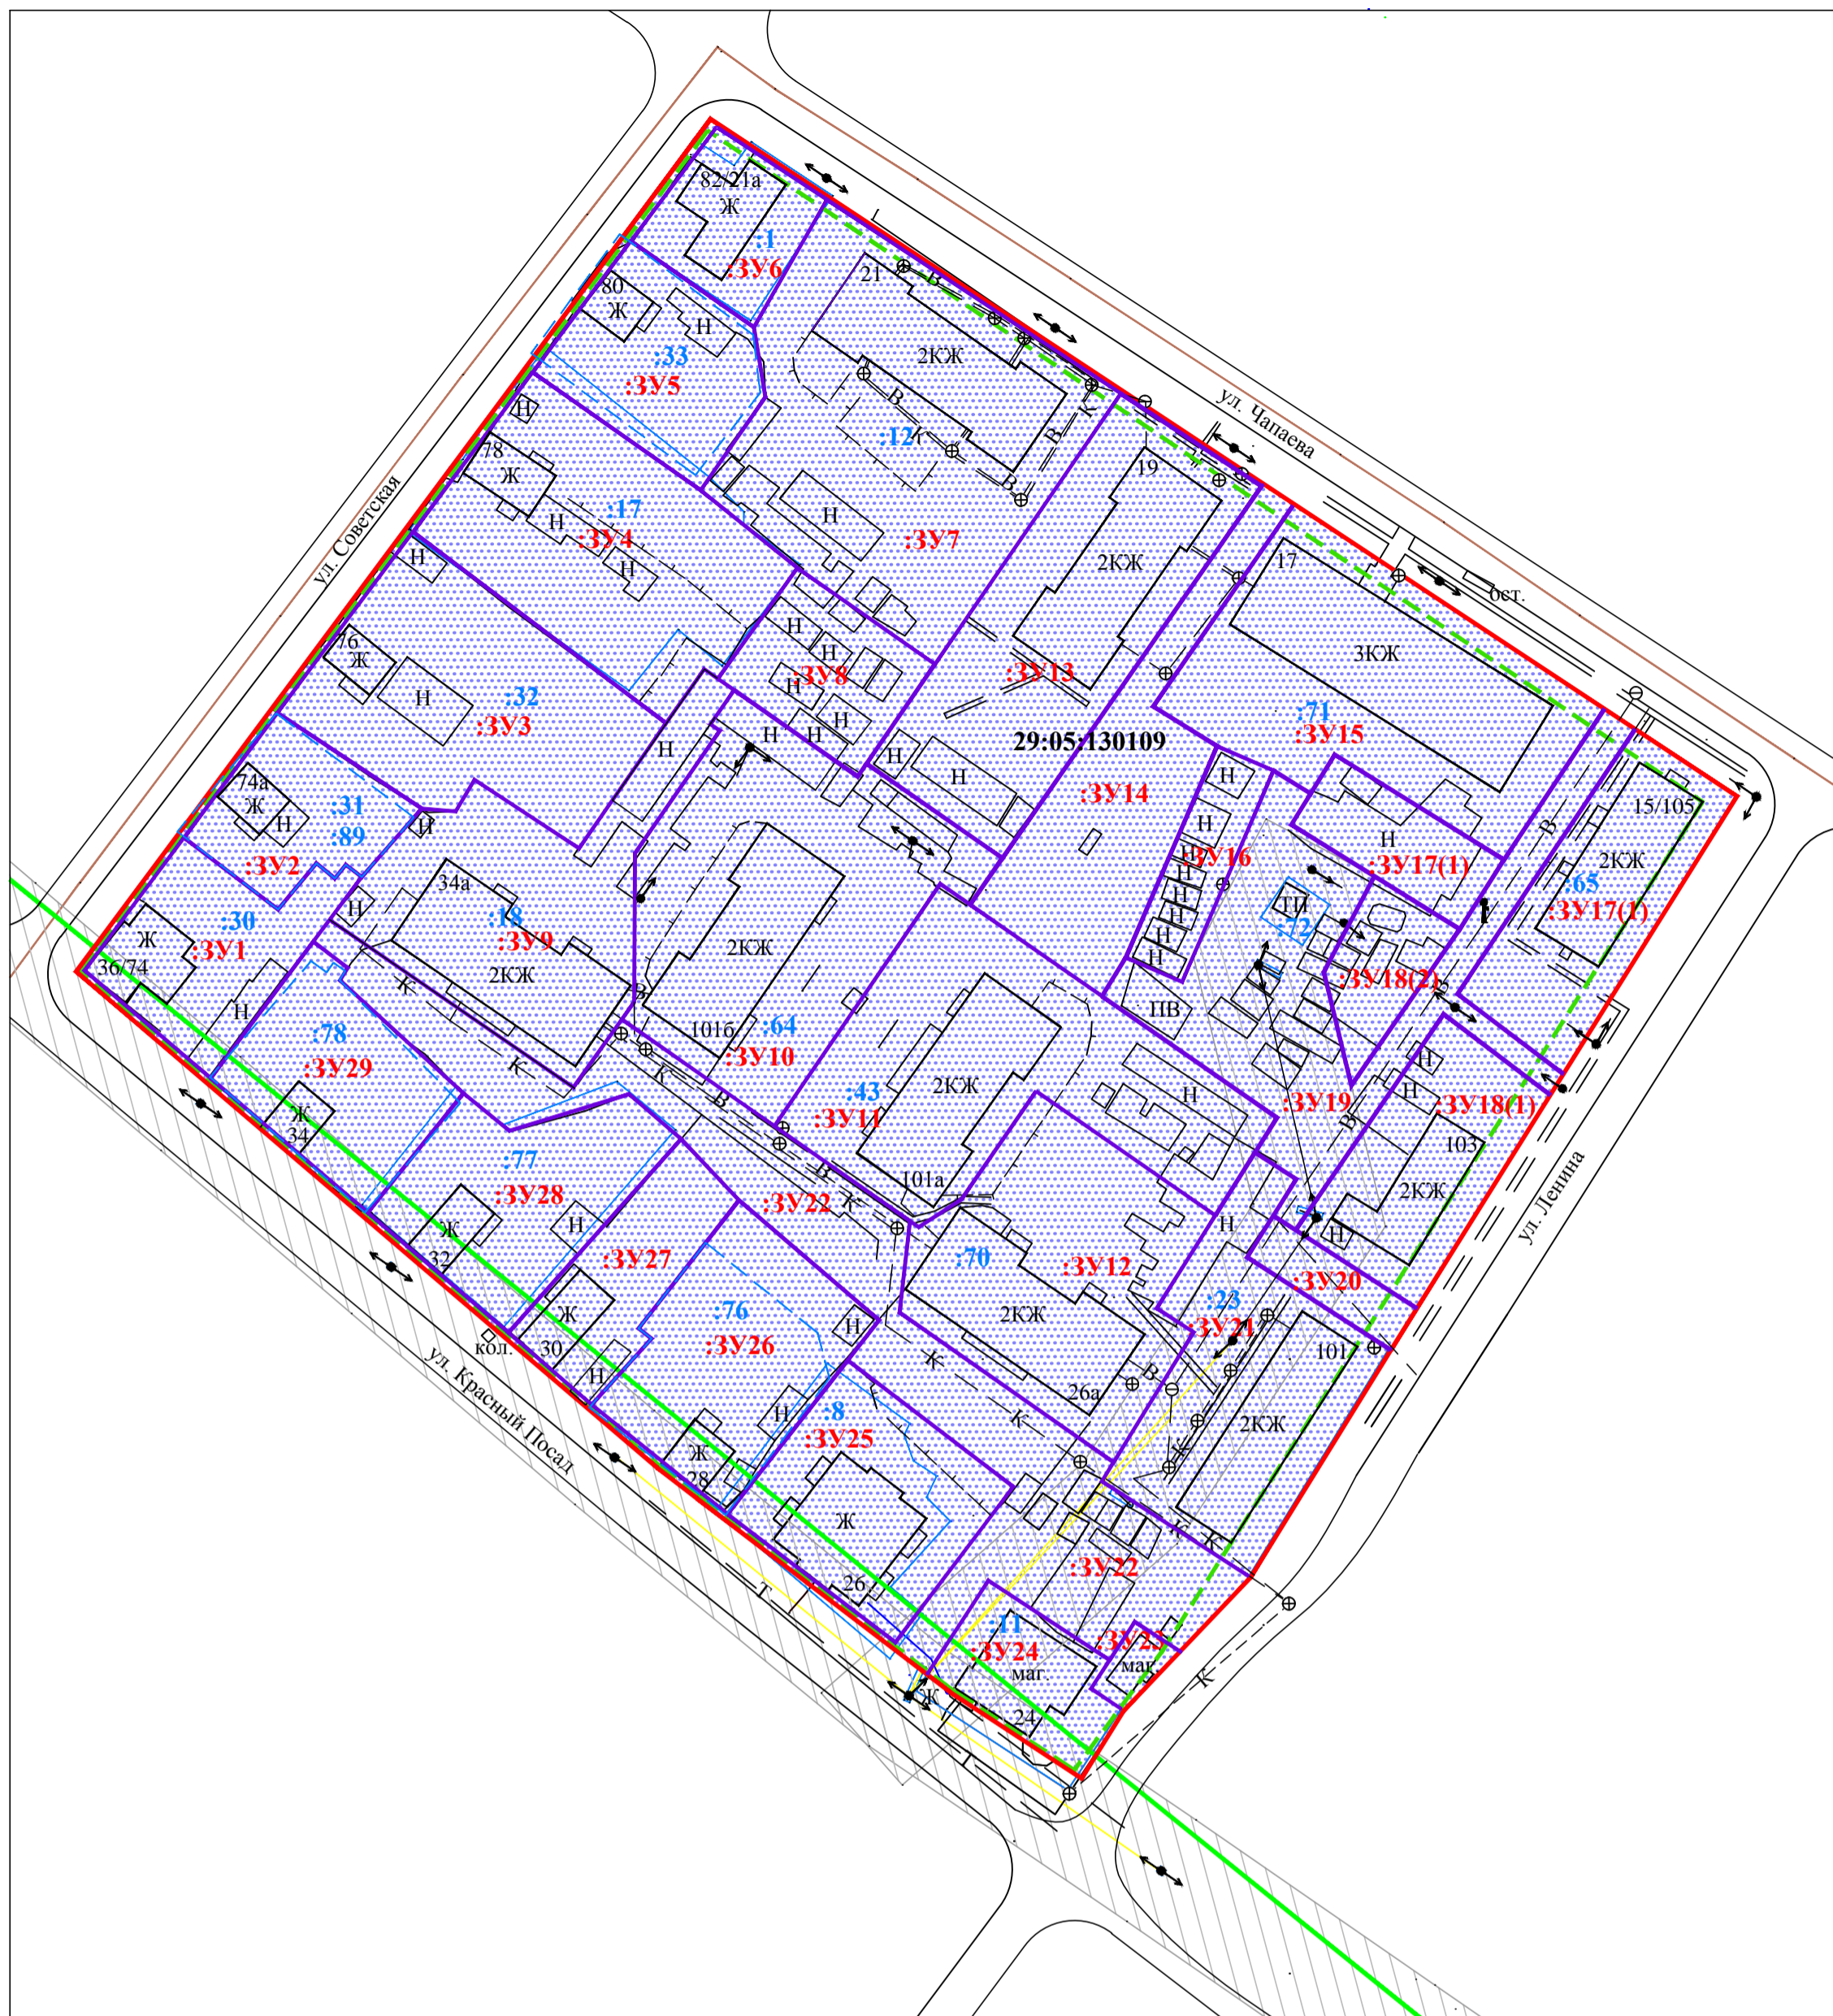 82/21а
Ж
:1
:ЗУ6
80
Ж
Н
:33
:ЗУ5
21
В
2КЖ
В
К
:12
В
К
В
Н
:ЗУ7
ул. Чапаева
19
2КЖ
17
3КЖ
ост.
Н
78
Ж
Н
:17
:ЗУ4
Н
ул. Советская
Н
Н
Н
:ЗУ8
Н
Н
Н
:ЗУ13
29:05:130109
:71
:ЗУ15
76
Ж
Н
:32
:ЗУ3
Н
Н
Н
Н
:ЗУ14
Н
Н
Н
:ЗУ16
Н
Н
Н
Н
Н
Н
:ЗУ17(1)
В
15/105
2КЖ
:65
:ЗУ17(1)
74а
Ж
Н
:31
:89
:ЗУ2
Н
34а
Н
:30
:ЗУ1
Ж
36/74
Н
:18
:ЗУ9
2КЖ
К
К
2КЖ
В
101б
:64
:ЗУ10
ТП
:72
:ЗУ18(2)
В
ПВ
:78
:ЗУ29
Ж
34
К
В
:43
:ЗУ11
2КЖ
Н
:ЗУ19
В
Н
Н
:ЗУ18(1)
103
2КЖ
Н
:77
:ЗУ28
Ж
32
Н
:ЗУ22
В
К
101а
:ЗУ27
:70
:ЗУ12
Н
:ЗУ20
:23
:ЗУ21
ул. Ленина
Ж
30
Н
кол.
:76
:ЗУ26
Н
2КЖ
К
К
26а
В
101
2КЖ
К
ул. Красный Посад
Ж
28
Н
:8
:ЗУ25
Ж
26
К
К
:ЗУ22
Т
:11
:ЗУ24
маг.
24
:ЗУ23
маг.
К
Ж